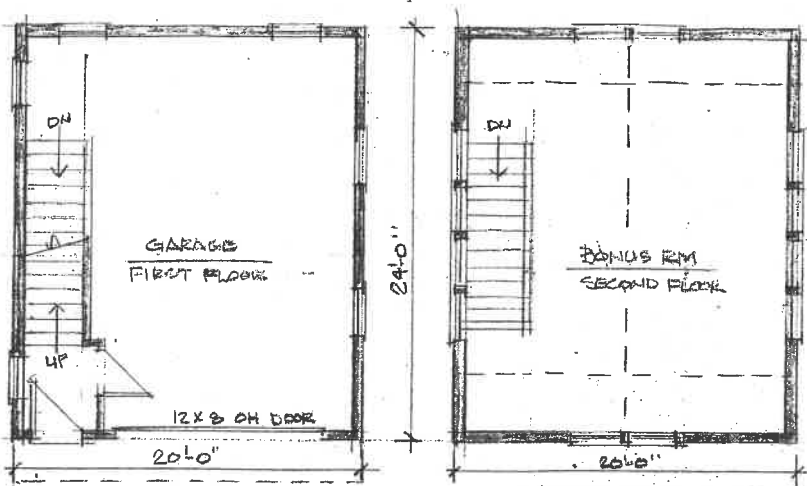 DN
GARAGE
FIRST FLOOR
UP
12 X 8 OH DOOR
20'-0"
24'-0"
DN
BONUS RM
SECOND FLOOR
20'-0"